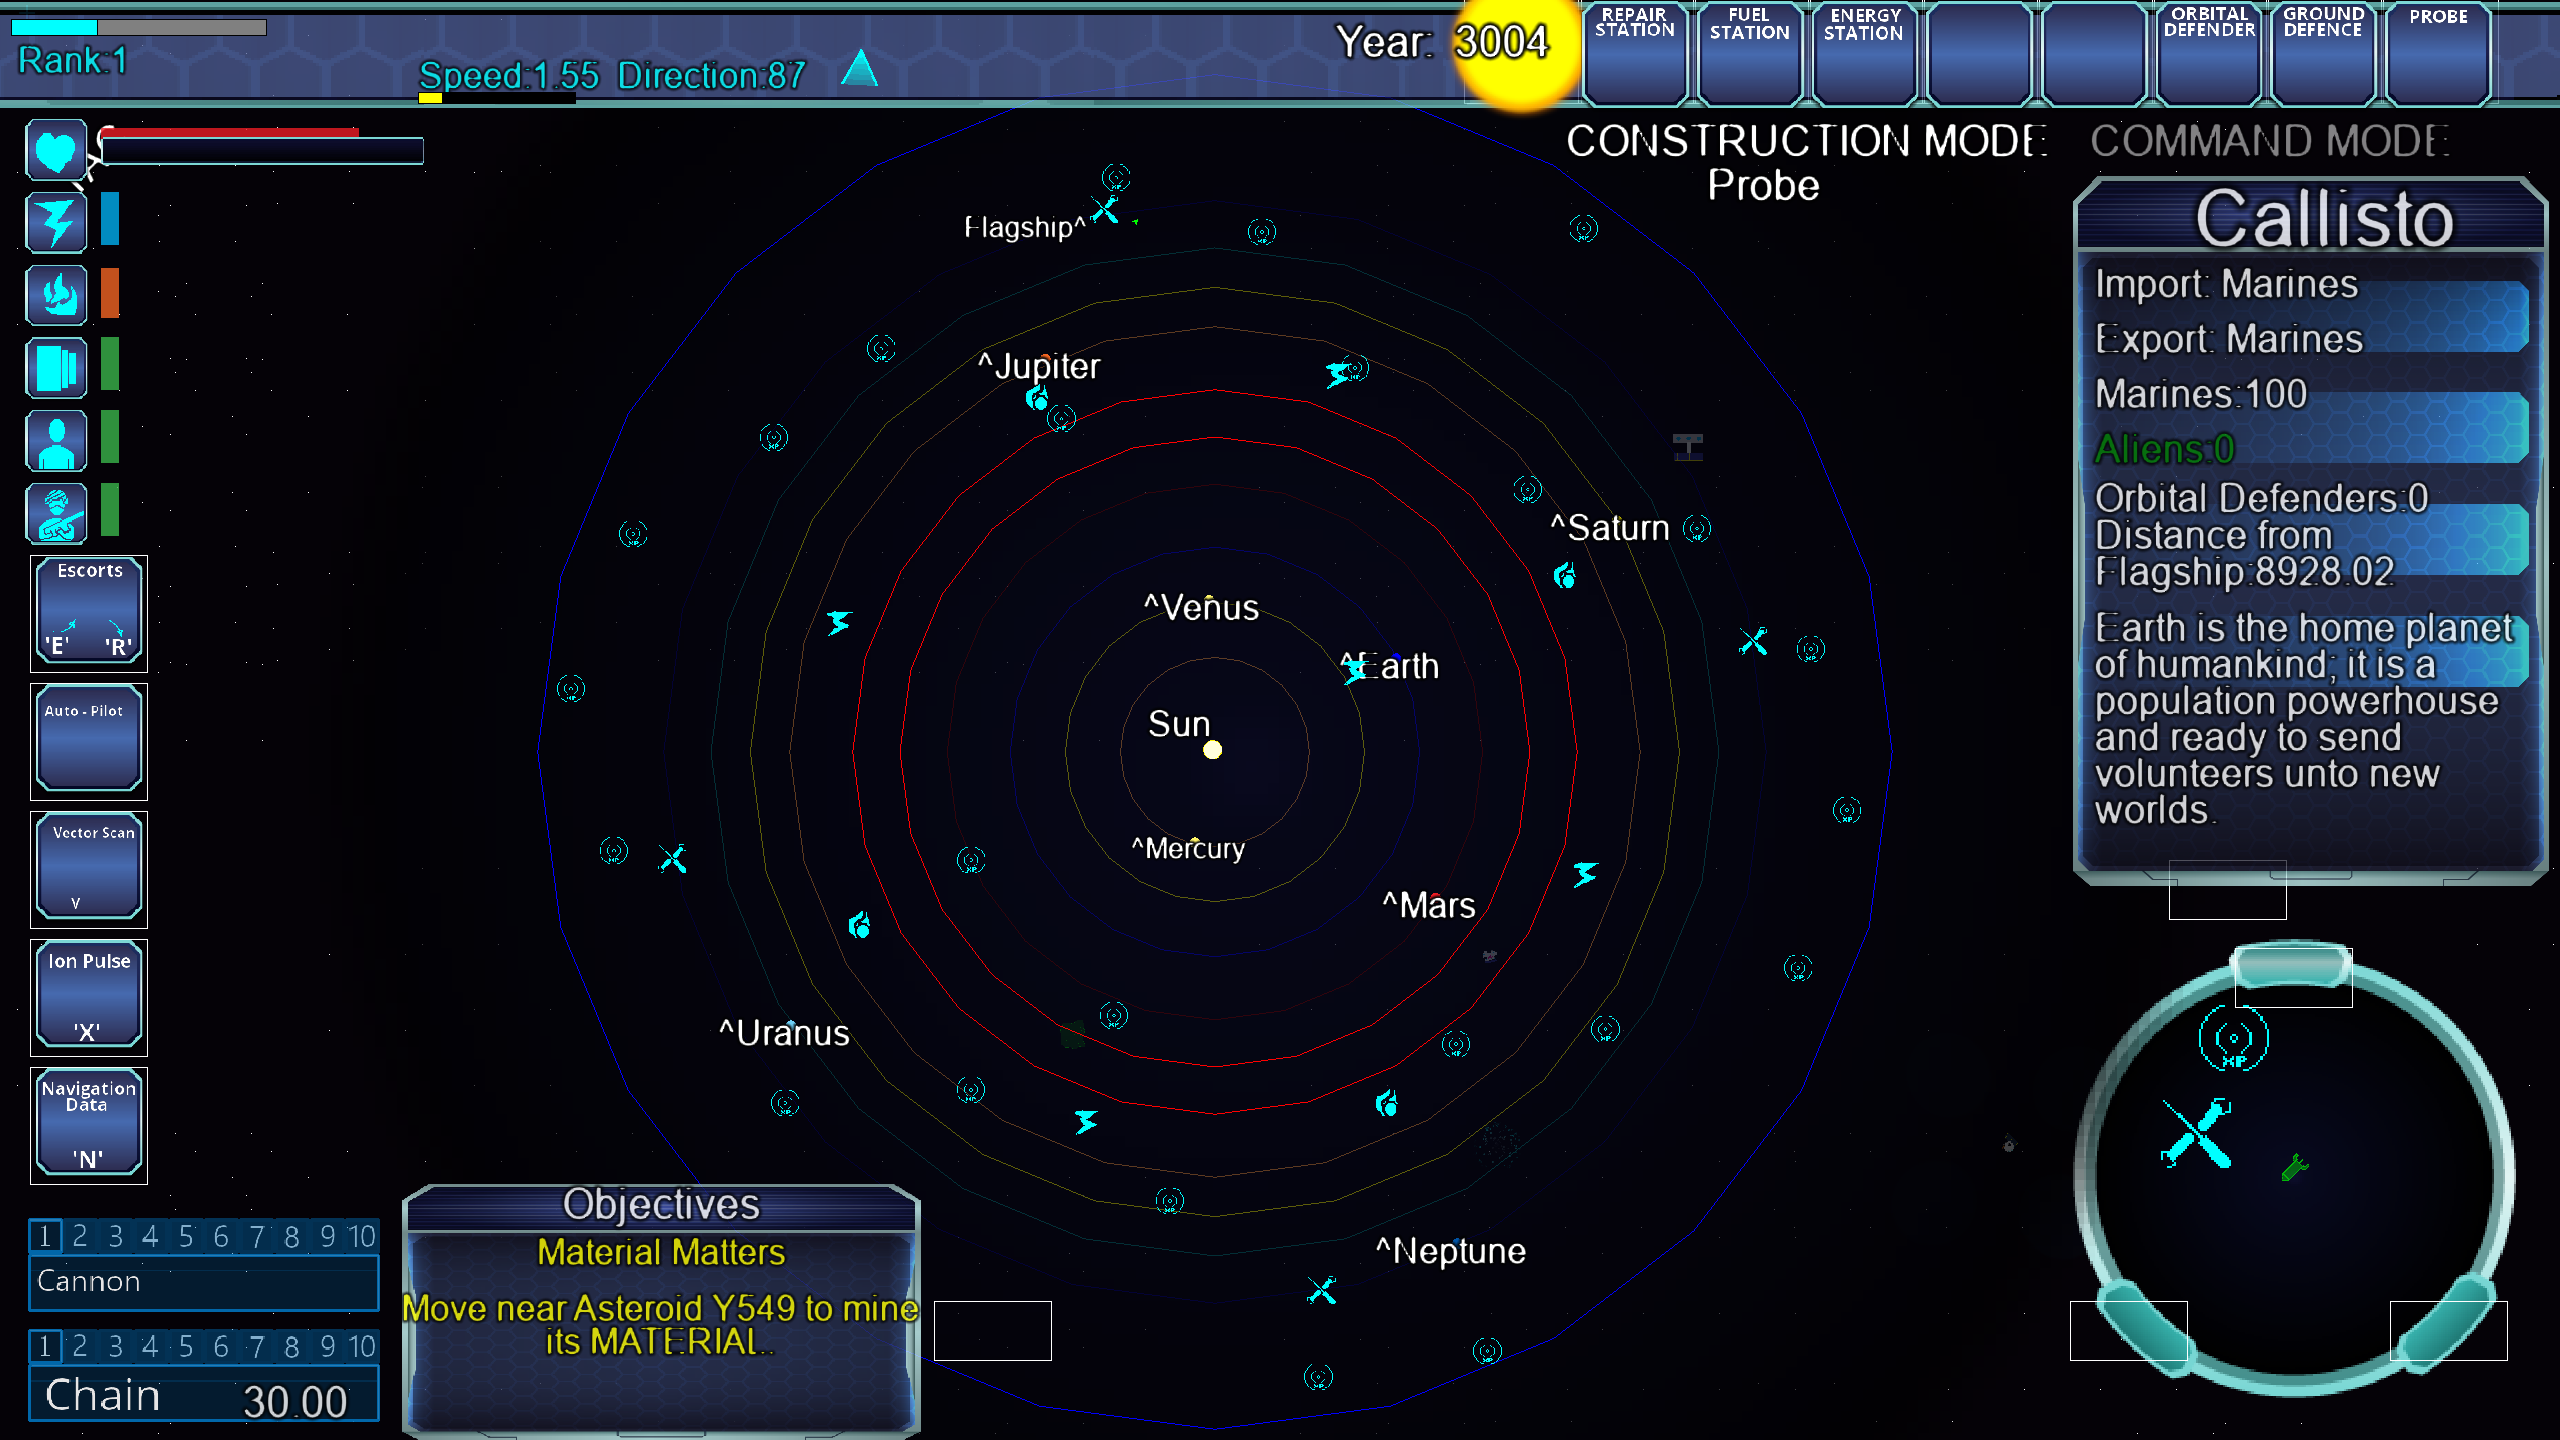 Rank:1
Speed:1.55 Direction:87
Year: 3004
REPAIR
STATION
FUEL
STATION
ENERGY
STATION
ORBITAL
DEFENDER
GROUND
DEFENCE
PROBE
CONSTRUCTION MODE
COMMAND MODE
Probe
Callisto
Import: Marines
Export: Marines
Marines:100
Aliens:0
Orbital Defenders:0
Distance from
Flagship:8928.02
Earth is the home planet
of humankind; it is a
population powerhouse
and ready to send
volunteers unto new
worlds.
Flagship^
^Jupiter
^Saturn
^Venus
^Earth
Sun
^Mercury
^Mars
^Uranus
^Neptune
Escorts
'E' 'R'
Auto - Pilot
Vector Scan
V
Ion Pulse
'X'
Navigation
Data
'N'
1 2 3 4 5 6 7 8 9 10
Cannon
1 2 3 4 5 6 7 8 9 10
Chain 30.00
Objectives
Material Matters
Move near Asteroid Y549 to mine
its MATERIAL..
XP